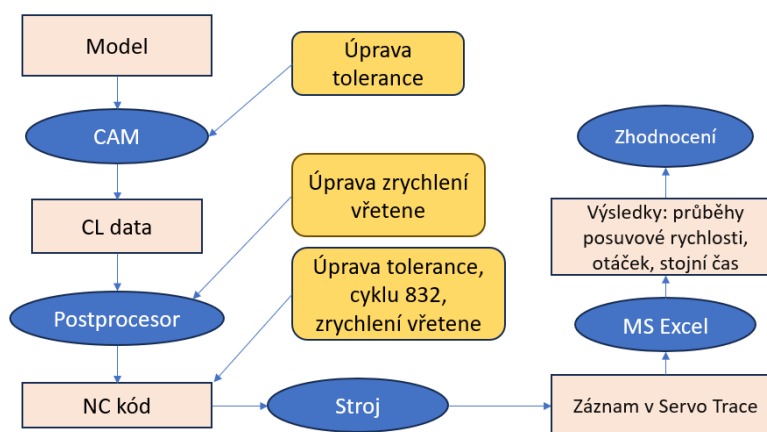 Model
Úprava
tolerance
CAM
Zhodnocení
Úprava zrychlení
vřetene
CL data
Výsledky: průběhy
posuvové rychlosti,
otáček, stojní čas
Úprava tolerance,
cyklu 832,
zrychlení vřetene
Postprocesor
MS Excel
NC kód
Stroj
Záznam v Servo Trace